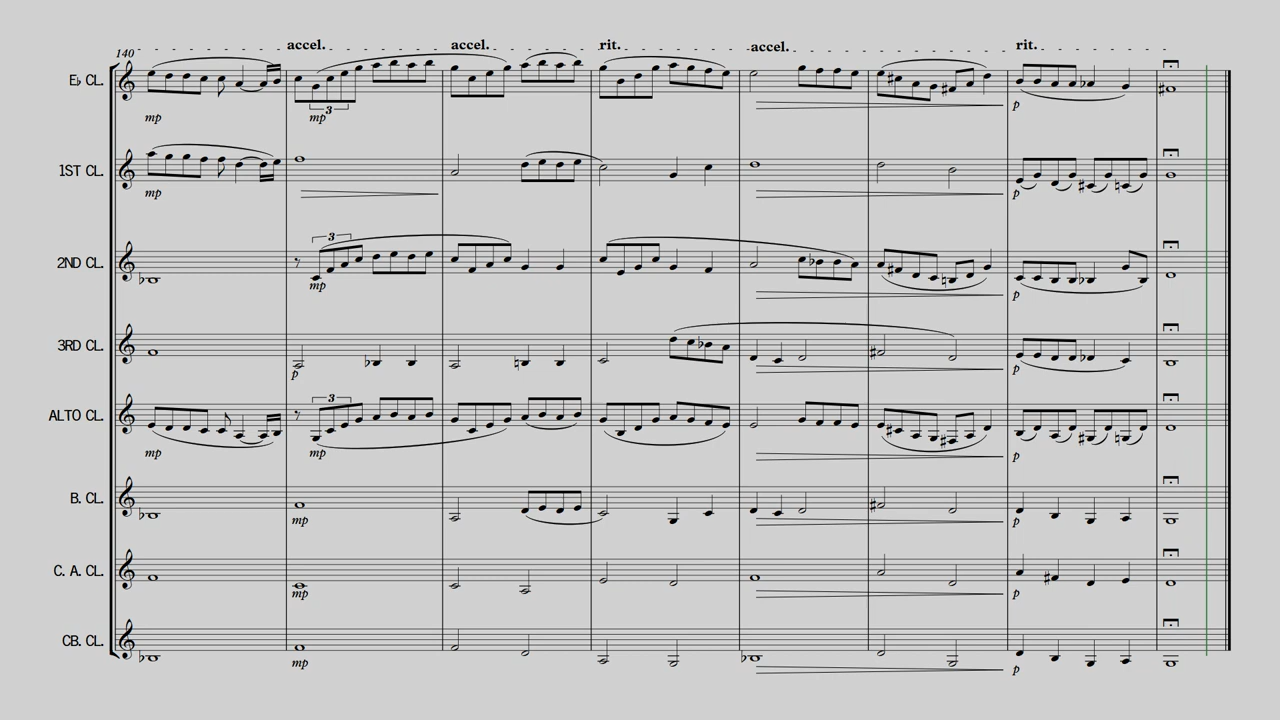 140 accel. accel. rit. accel. rit.
E♭ CL.
3
mp mp p
1ST CL.
mp p
3
2ND CL.
mp p
3RD CL.
p p
3
ALTO CL.
mp mp p
B. CL.
mp p
C. A. CL.
mp p
CB. CL.
mp p